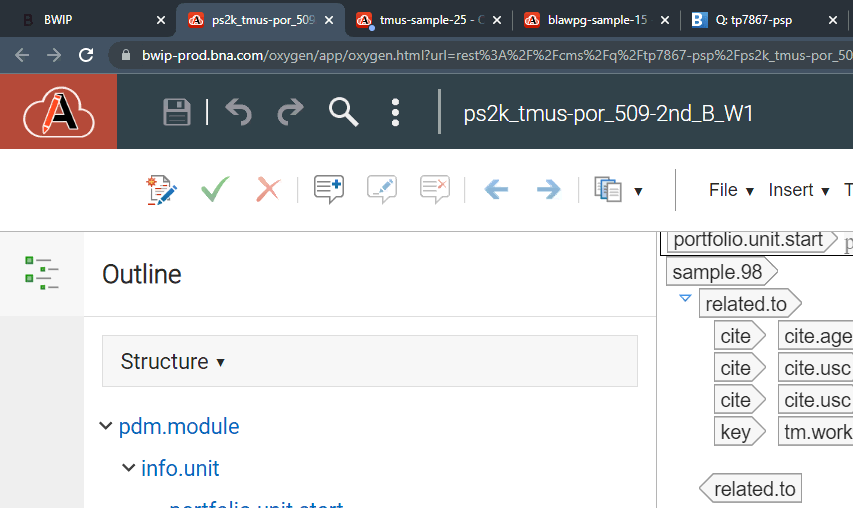 BWIP
ps2k_tmus-por_509
tmus-sample-25 -
blawpg-sample-15
Q: tp7867-psp
bwip-prod.bna.com/oxygen/app/oxygen.html?url=rest%3A%2F%2Fcms%2Fq%2Ftp7867-psp%2Fps2k_tmus-por_50
ps2k_tmus-por_509-2nd_B_W1
File ▾ Insert ▾ T
Outline
Structure ▾
pdm.module
info.unit
portfolio.unit.start
portfolio.unit.start p
sample.98
related.to
cite cite.age
cite cite.usc
cite cite.usc
key tm.work
related.to